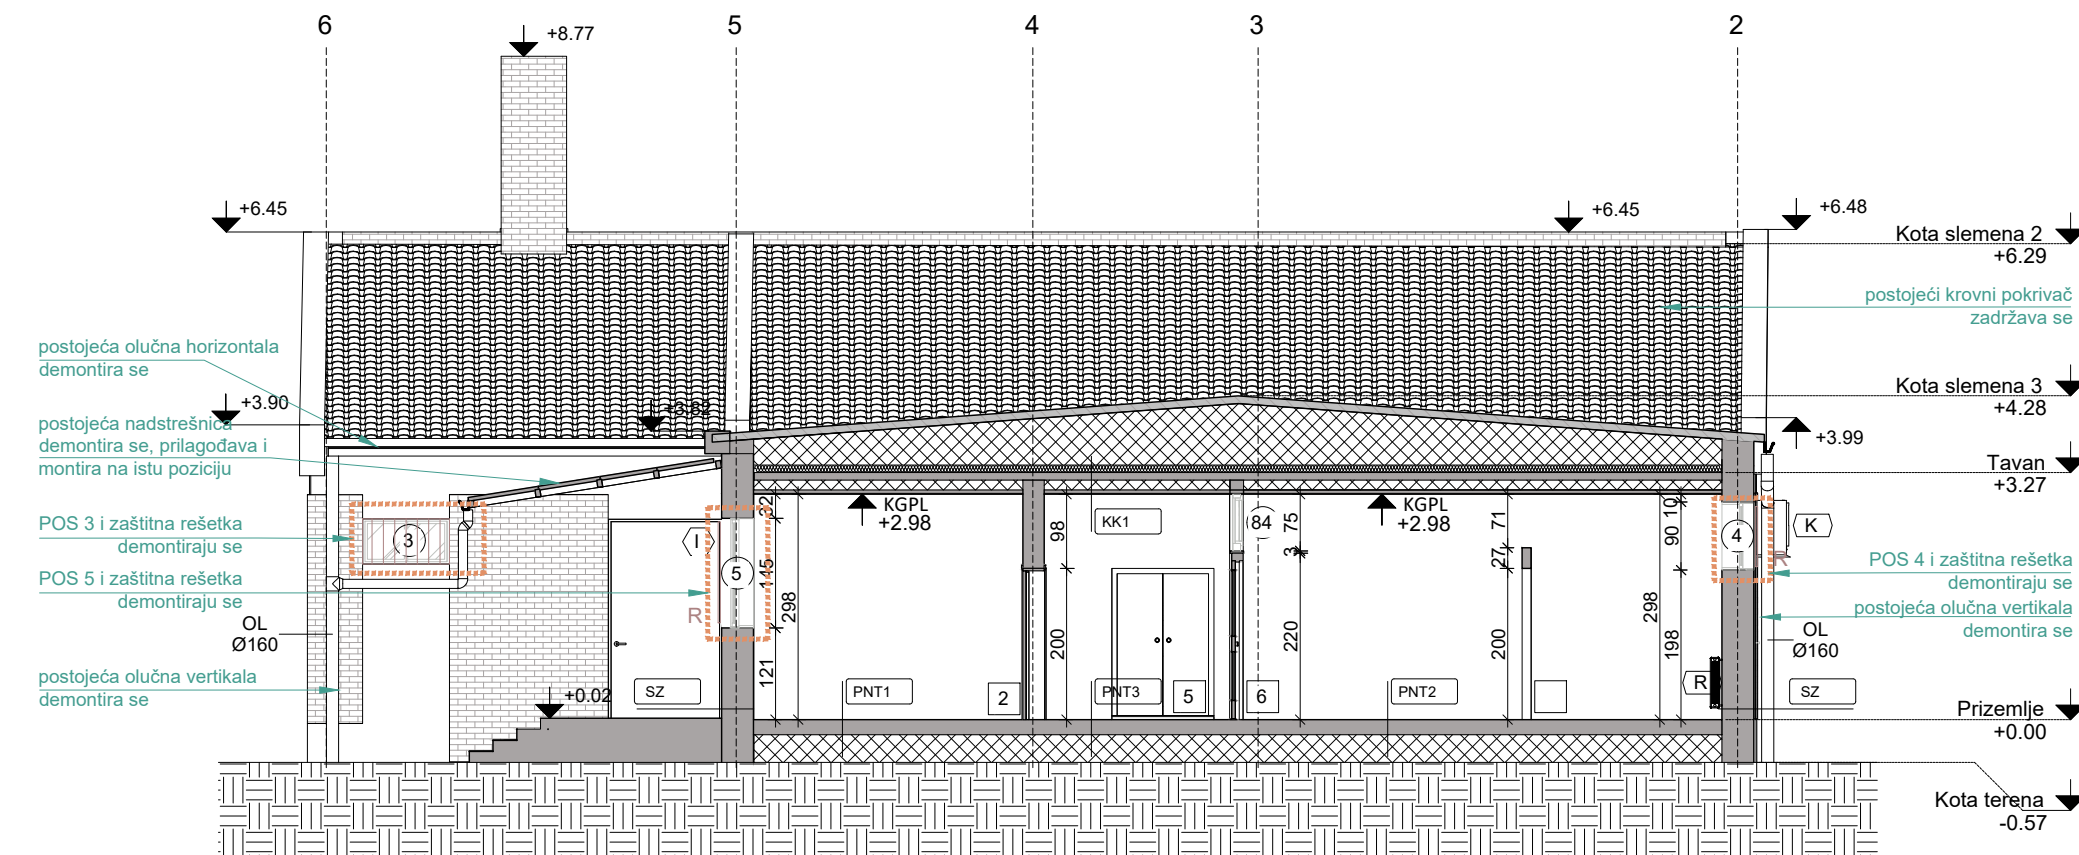 6
5
4
3
2
+8.77
+6.45
+6.45
+6.48
Kota slemena 2
+6.29
postojeći krovni pokrivač
zadržava se
postojeća olučna horizontala
demontira se
Kota slemena 3
+4.28
+3.90
+3.82
postojeća nadstrešnica
demontira se, prilagođava i
montira na istu poziciju
+3.99
Tavan
+3.27
POS 3 i zaštitna rešetka
demontiraju se
3
I
5
R
32
145
121
298
KGPL
+2.98
98
200
KK1
84
75
3
220
KGPL
+2.98
71
27
200
298
10
90
198
4
K
R
POS 5 i zaštitna rešetka
demontiraju se
POS 4 i zaštitna rešetka
demontiraju se
postojeća olučna vertikala
demontira se
OL
Ø160
OL
Ø160
postojeća olučna vertikala
demontira se
+0.02
SZ
PNT1
2
PNT3
5
6
PNT2
R
SZ
Prizemlje
+0.00
Kota terena
-0.57